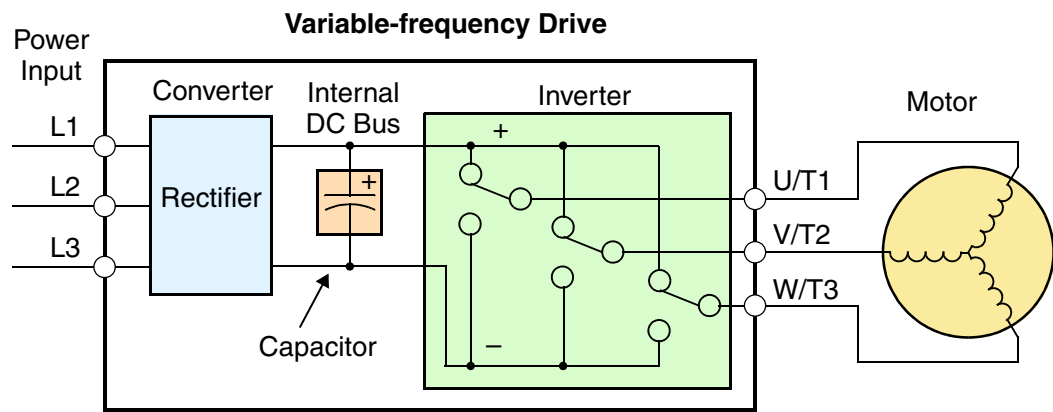 Variable-frequency Drive
Power
Input
Converter
Internal
DC Bus
Inverter
Motor
L1
L2
L3
Rectifier
+
+
–
U/T1
V/T2
W/T3
Capacitor